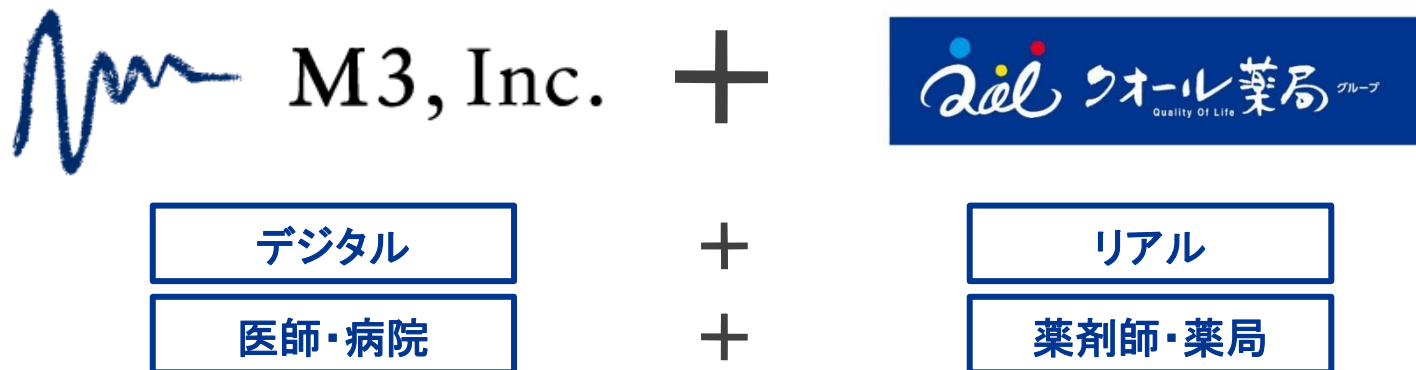 M3, Inc. + Qol クオール薬局 グループ
Quality Of Life
デジタル + リアル
医師・病院 + 薬剤師・薬局